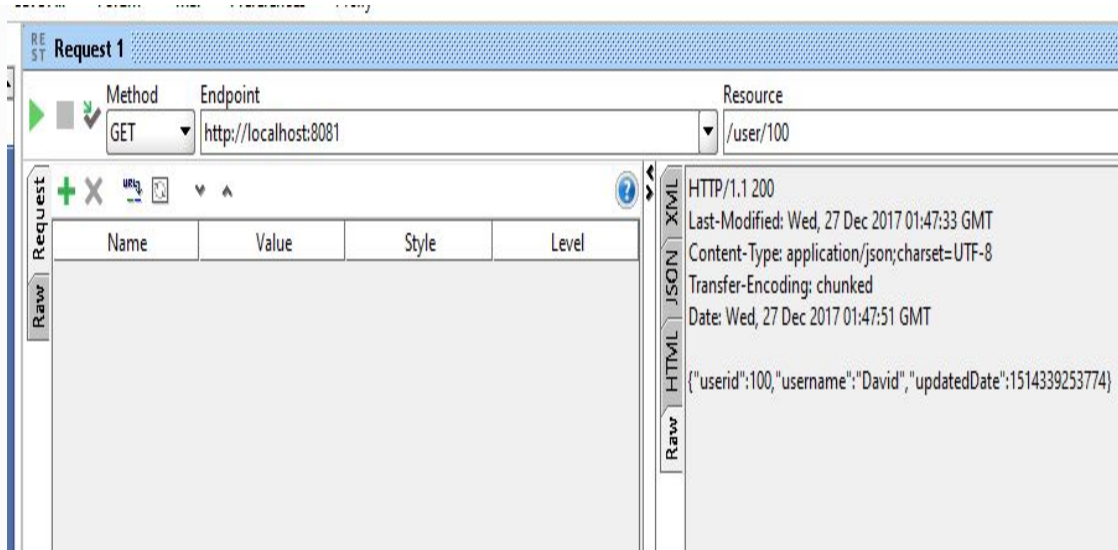 REST Request 1
Method Endpoint Resource
GET http://localhost:8081 /user/100
Request
Raw
URL
Name Value Style Level
XML
JSON
HTML
Raw
HTTP/1.1 200
Last-Modified: Wed, 27 Dec 2017 01:47:33 GMT
Content-Type: application/json;charset=UTF-8
Transfer-Encoding: chunked
Date: Wed, 27 Dec 2017 01:47:51 GMT
{"userid":100,"username":"David","updatedDate":1514339253774}